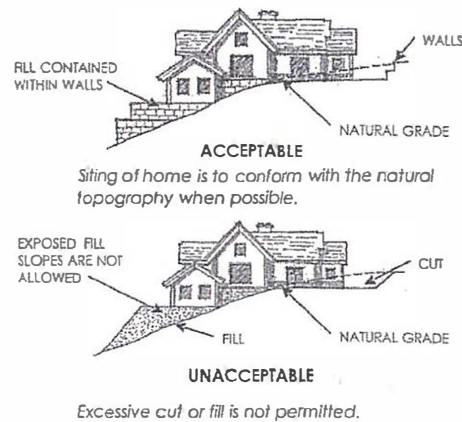 WALLS
FILL CONTAINED
WITHIN WALLS
NATURAL GRADE
ACCEPTABLE
Siting of home is to conform with the natural
topography when possible.
EXPOSED FILL
SLOPES ARE NOT
ALLOWED
CUT
FILL
NATURAL GRADE
UNACCEPTABLE
Excessive cut or fill is not permitted.